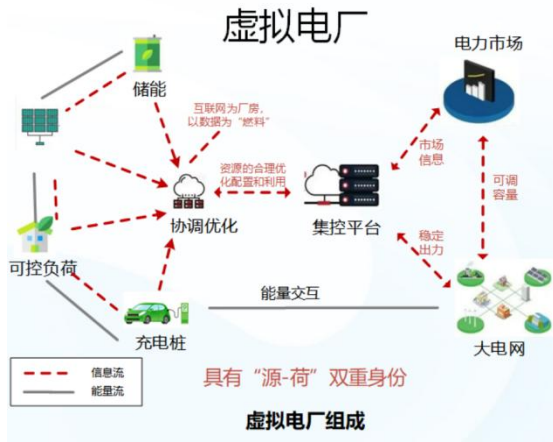 虚拟电厂
电力市场
储能
互联网为厂房，
以数据为“燃料”
市场
信息
资源的合理优
化配置和利用
可调
容量
协调优化
集控平台
稳定
出力
可控负荷
能量交互
充电桩
大电网
信息流
能量流
具有“源-荷”双重身份
虚拟电厂组成